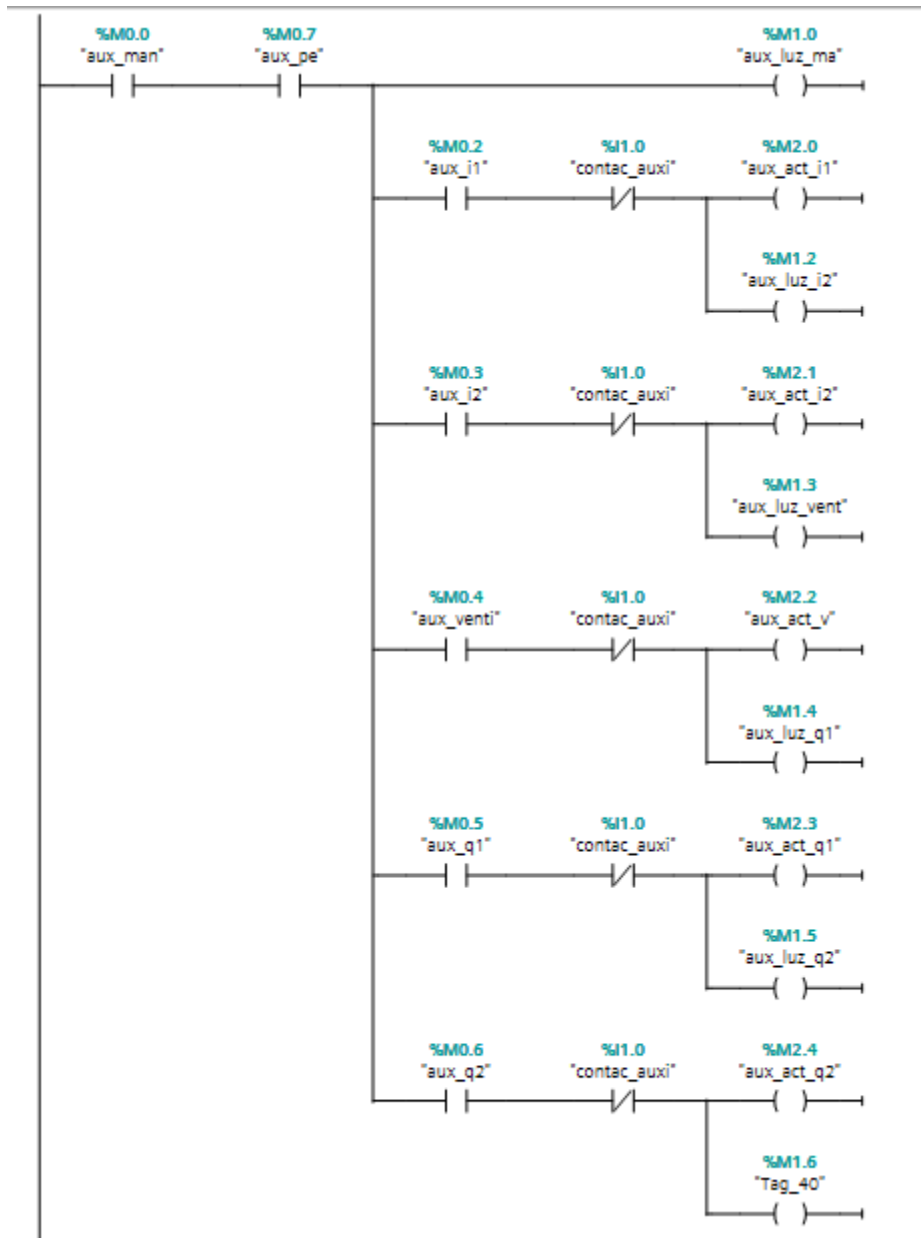 %M0.0 %M0.7 %M1.0
"aux_man" "aux_pe" "aux_luz_ma"
%M0.2 %I1.0 %M2.0
"aux_i1" "contac_auxi" "aux_act_i1"
%M1.2
"aux_luz_i2"
%M0.3 %I1.0 %M2.1
"aux_i2" "contac_auxi" "aux_act_i2"
%M1.3
"aux_luz_vent"
%M0.4 %I1.0 %M2.2
"aux_venti" "contac_auxi" "aux_act_v"
%M1.4
"aux_luz_q1"
%M0.5 %I1.0 %M2.3
"aux_q1" "contac_auxi" "aux_act_q1"
%M1.5
"aux_luz_q2"
%M0.6 %I1.0 %M2.4
"aux_q2" "contac_auxi" "aux_act_q2"
%M1.6
"Tag_40"